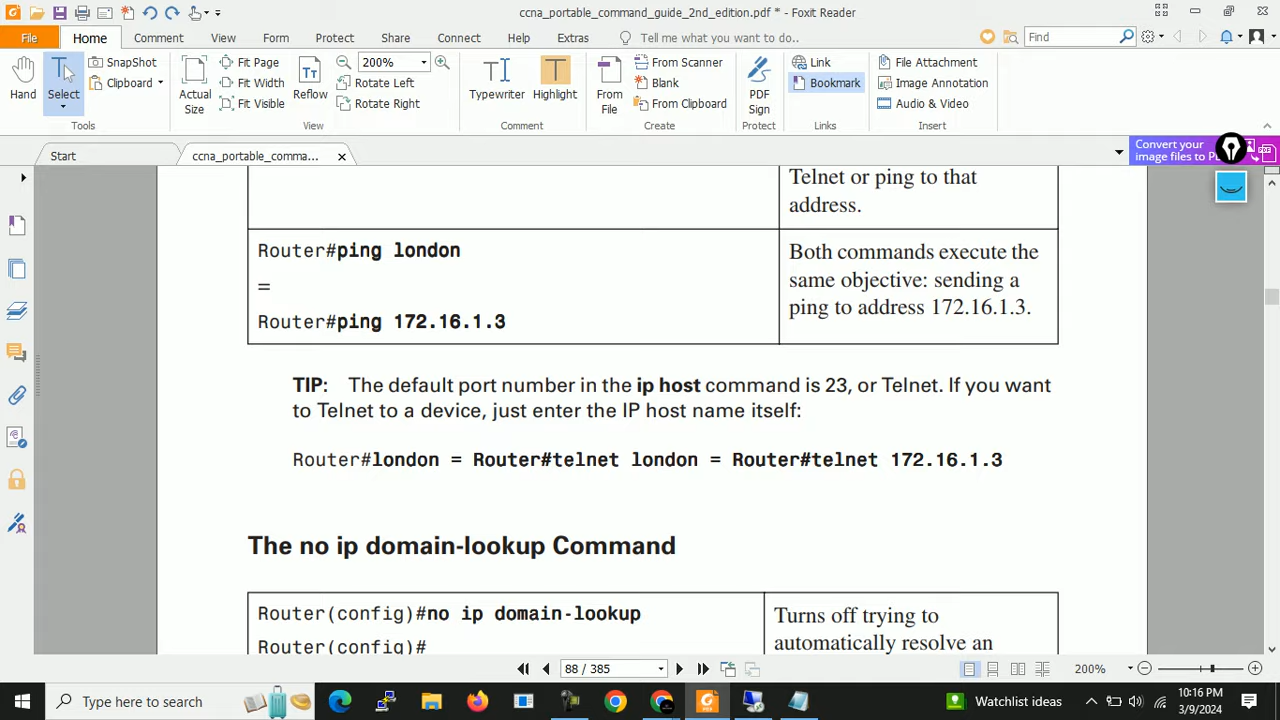 ccna_portable_command_guide_2nd_edition.pdf * - Foxit Reader
File Home Comment View Form Protect Share Connect Help Extras Tell me what you want to do.. Find
Hand
Select
SnapShot
Clipboard
Tools
Actual Size
Fit Page
Fit Width
Fit Visible
Reflow
200%
Rotate Left
Rotate Right
View
Typewriter
Highlight
Comment
From File
From Scanner
Blank
From Clipboard
Create
PDF Sign
Protect
Link
Bookmark
Links
File Attachment
Image Annotation
Audio & Video
Insert
Start
ccna_portable_comma...
Convert your
image files to P
Telnet or ping to that
address.
Router#ping london
=
Router#ping 172.16.1.3
Both commands execute the
same objective: sending a
ping to address 172.16.1.3.
TIP: The default port number in the ip host command is 23, or Telnet. If you want
to Telnet to a device, just enter the IP host name itself:
Router#london = Router#telnet london = Router#telnet 172.16.1.3
The no ip domain-lookup Command
Router(config)#no ip domain-lookup
Router(config)#
Turns off trying to
automatically resolve an
88 / 385
200%
Type here to search
Watchlist ideas
10:16 PM
3/9/2024